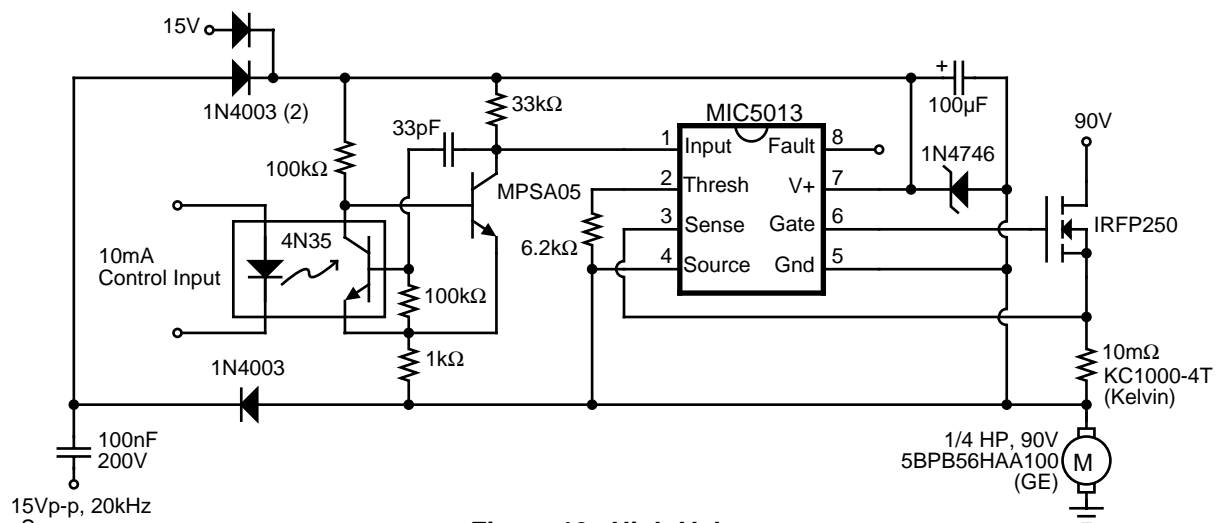 15V
1N4003 (2)
33pF
33kΩ
100kΩ
MPSA05
4N35
10mA
Control Input
100kΩ
1kΩ
1N4003
100nF
200V
15Vp-p, 20kHz
MIC5013
1 Input Fault 8
2 Thresh V+ 7
3 Sense Gate 6
4 Source Gnd 5
6.2kΩ
+
100µF
1N4746
90V
IRFP250
10mΩ
KC1000-4T
(Kelvin)
1/4 HP, 90V
5BPB56HAA100
(GE)
M